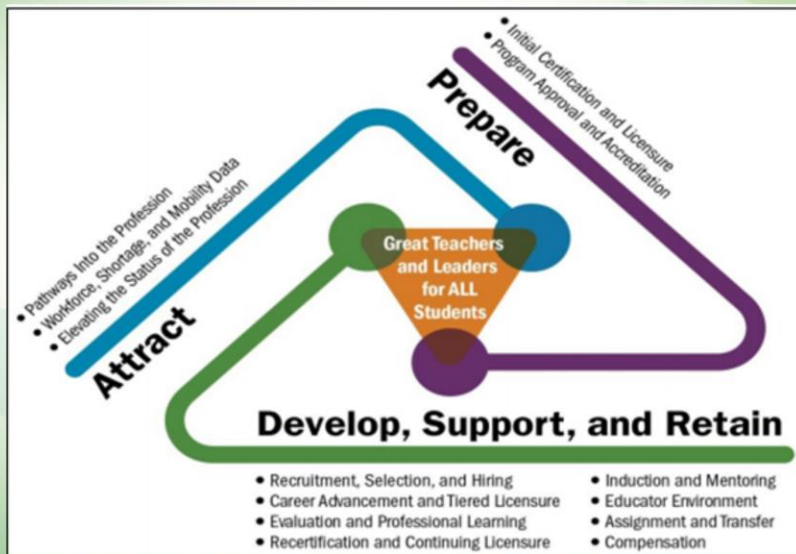 • Pathways Into the Profession
• Workforce, Shortage, and Mobility Data
• Elevating the Status of the Profession
Attract
• Initial Certification and Licensure
• Program Approval and Accreditation
Prepare
Great Teachers
and Leaders
for ALL
Students
Develop, Support, and Retain
• Recruitment, Selection, and Hiring
• Career Advancement and Tiered Licensure
• Evaluation and Professional Learning
• Recertification and Continuing Licensure
• Induction and Mentoring
• Educator Environment
• Assignment and Transfer
• Compensation